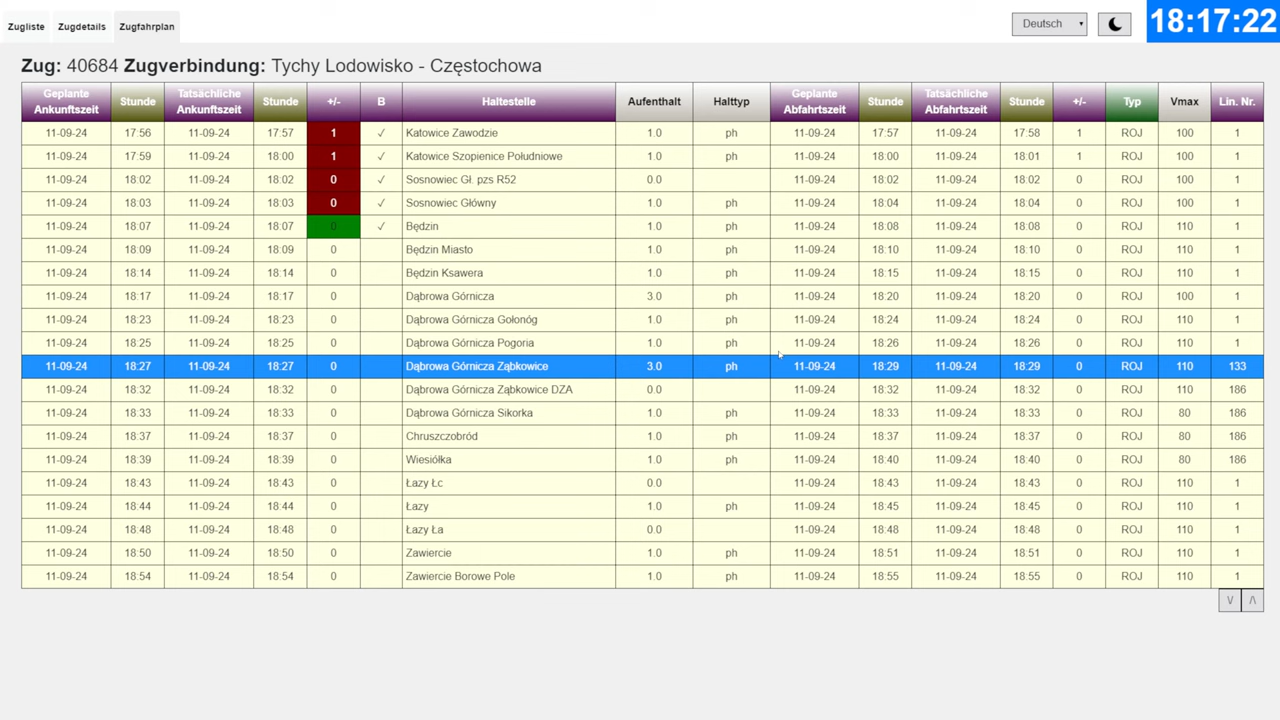 Zugliste Zugdetails Zugfahrplan Deutsch 18:17:22
Zug: 40684 Zugverbindung: Tychy Lodowisko - Częstochowa
Geplante Ankunftszeit Stunde Tatsächliche Ankunftszeit Stunde +/- B Haltestelle Aufenthalt Halttyp Geplante Abfahrtszeit Stunde Tatsächliche Abfahrtszeit Stunde +/- Typ Vmax Lin. Nr.
11-09-24 17:56 11-09-24 17:57 1 ✓ Katowice Zawodzie 1.0 ph 11-09-24 17:57 11-09-24 17:58 1 ROJ 100 1
11-09-24 17:59 11-09-24 18:00 1 ✓ Katowice Szopienice Południowe 1.0 ph 11-09-24 18:00 11-09-24 18:01 1 ROJ 100 1
11-09-24 18:02 11-09-24 18:02 0 ✓ Sosnowiec Gł. pzs R52 0.0 11-09-24 18:02 11-09-24 18:02 0 ROJ 100 1
11-09-24 18:03 11-09-24 18:03 0 ✓ Sosnowiec Główny 1.0 ph 11-09-24 18:04 11-09-24 18:04 0 ROJ 100 1
11-09-24 18:07 11-09-24 18:07 0 ✓ Będzin 1.0 ph 11-09-24 18:08 11-09-24 18:08 0 ROJ 110 1
11-09-24 18:09 11-09-24 18:09 0 Będzin Miasto 1.0 ph 11-09-24 18:10 11-09-24 18:10 0 ROJ 110 1
11-09-24 18:14 11-09-24 18:14 0 Będzin Ksawera 1.0 ph 11-09-24 18:15 11-09-24 18:15 0 ROJ 110 1
11-09-24 18:17 11-09-24 18:17 0 Dąbrowa Górnicza 3.0 ph 11-09-24 18:20 11-09-24 18:20 0 ROJ 100 1
11-09-24 18:23 11-09-24 18:23 0 Dąbrowa Górnicza Gołonóg 1.0 ph 11-09-24 18:24 11-09-24 18:24 0 ROJ 110 1
11-09-24 18:25 11-09-24 18:25 0 Dąbrowa Górnicza Pogoria 1.0 ph 11-09-24 18:26 11-09-24 18:26 0 ROJ 110 1
11-09-24 18:27 11-09-24 18:27 0 Dąbrowa Górnicza Ząbkowice 3.0 ph 11-09-24 18:29 11-09-24 18:29 0 ROJ 110 133
11-09-24 18:32 11-09-24 18:32 0 Dąbrowa Górnicza Ząbkowice DZA 0.0 11-09-24 18:32 11-09-24 18:32 0 ROJ 110 186
11-09-24 18:33 11-09-24 18:33 0 Dąbrowa Górnicza Sikorka 1.0 ph 11-09-24 18:33 11-09-24 18:33 0 ROJ 80 186
11-09-24 18:37 11-09-24 18:37 0 Chruszczobród 1.0 ph 11-09-24 18:37 11-09-24 18:37 0 ROJ 80 186
11-09-24 18:39 11-09-24 18:39 0 Wiesiółka 1.0 ph 11-09-24 18:40 11-09-24 18:40 0 ROJ 80 186
11-09-24 18:43 11-09-24 18:43 0 Łazy Łc 0.0 11-09-24 18:43 11-09-24 18:43 0 ROJ 110 1
11-09-24 18:44 11-09-24 18:44 0 Łazy 1.0 ph 11-09-24 18:45 11-09-24 18:45 0 ROJ 110 1
11-09-24 18:48 11-09-24 18:48 0 Łazy Ła 0.0 11-09-24 18:48 11-09-24 18:48 0 ROJ 110 1
11-09-24 18:50 11-09-24 18:50 0 Zawiercie 1.0 ph 11-09-24 18:51 11-09-24 18:51 0 ROJ 110 1
11-09-24 18:54 11-09-24 18:54 0 Zawiercie Borowe Pole 1.0 ph 11-09-24 18:55 11-09-24 18:55 0 ROJ 110 1
\/ /\